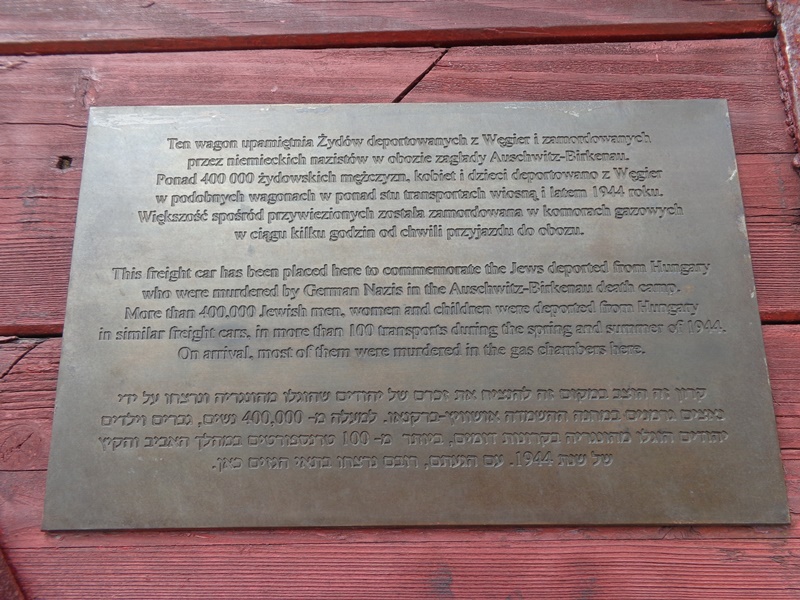 Ten wagon upamiętnia Żydów deportowanych z Węgier i zamordowanych
przez niemieckich nazistów w obozie zagłady Auschwitz-Birkenau.
Ponad 400 000 żydowskich mężczyzn, kobiet i dzieci deportowano z Węgier
w podobnych wagonach w ponad stu transportach wiosną i latem 1944 roku.
Większość spośród przywiezionych została zamordowana w komorach gazowych
w ciągu kilku godzin od chwili przyjazdu do obozu.
This freight car has been placed here to commemorate the Jews deported from Hungary
who were murdered by German Nazis in the Auschwitz-Birkenau death camp.
More than 400,000 Jewish men, women and children were deported from Hungary
in similar freight cars, in more than 100 transports during the spring and summer of 1944.
On arrival, most of them were murdered in the gas chambers here.
קרון זה הוצב במקום זה להנציח את זכרם של יהודים שהוגלו מהונגריה ונרצחו על ידי
נאצים גרמנים במחנה ההשמדה אושוויץ-ברקנאו. למעלה מ- 400,000 נשים, גברים וילדים
יהודים הוגלו מהונגריה בקרונות דומים, ביותר מ- 100 טרנספורטים במהלך האביב והקיץ
של שנת 1944. עם הגעתם, רובם נרצחו בתאי הגזים כאן.